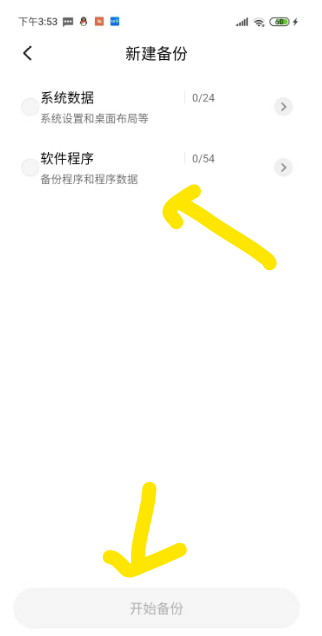 下午3:53
60
新建备份
系统数据
0/24
系统设置和桌面布局等
软件程序
0/54
备份程序和程序数据
开始备份